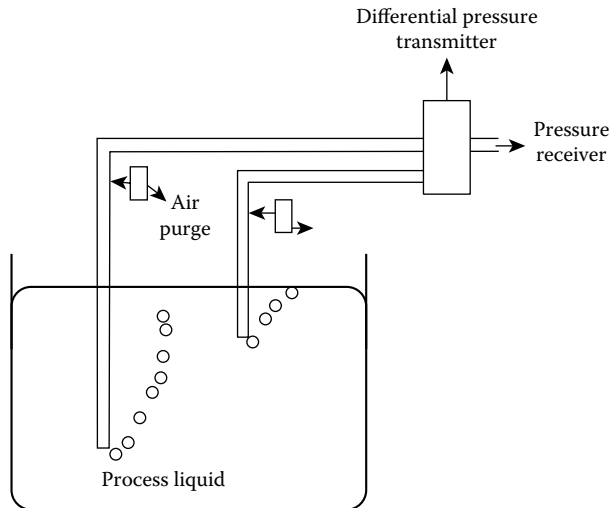 Differential pressure
transmitter
Pressure
receiver
Air
purge
Process liquid